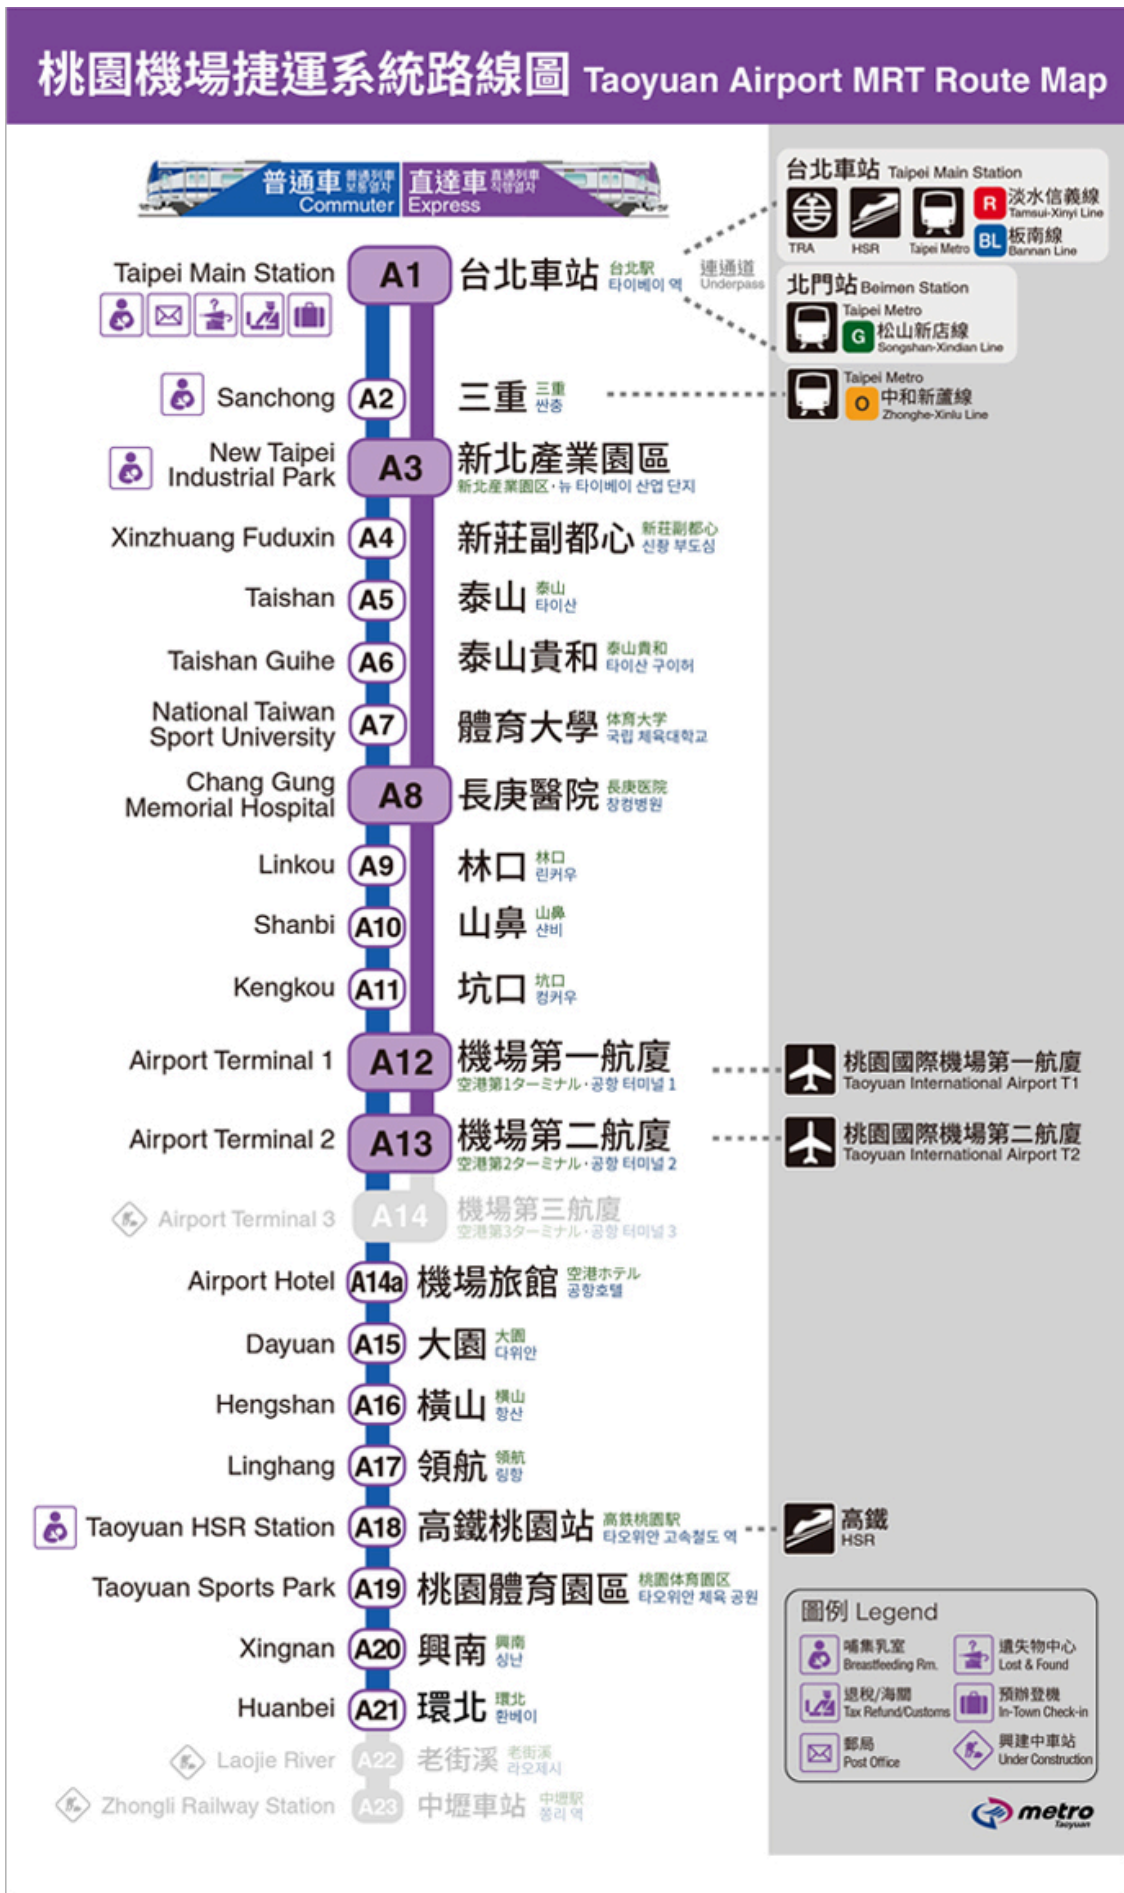 桃園機場捷運系統路線圖 Taoyuan Airport MRT Route Map
普通車 普通列車 보통열차
Commuter
直達車 直通列車 직행열차
Express
Taipei Main Station A1 台北車站 台北駅
타이베이 역
連通道
Underpass
台北車站 Taipei Main Station
TRA HSR Taipei Metro
R 淡水信義線
Tamsui-Xinyi Line
BL 板南線
Bannan Line
北門站 Beimen Station
Taipei Metro
G 松山新店線
Songshan-Xindian Line
Sanchong A2 三重 三重
싼충
Taipei Metro
O 中和新蘆線
Zhonghe-Xinlu Line
New Taipei
Industrial Park A3 新北產業園區
新北産業園区·뉴 타이베이 산업 단지
Xinzhuang Fuduxin A4 新莊副都心 新荘副都心
신좡 부도심
Taishan A5 泰山 泰山
타이산
Taishan Guihe A6 泰山貴和 泰山貴和
타이산 구이허
National Taiwan
Sport University A7 體育大學 体育大学
국립 체육대학교
Chang Gung
Memorial Hospital A8 長庚醫院 長庚医院
창겅병원
Linkou A9 林口 林口
린커우
Shanbi A10 山鼻 山鼻
샨비
Kengkou A11 坑口 坑口
컹커우
Airport Terminal 1 A12 機場第一航廈
空港第1ターミナル·공항 터미널 1
桃園國際機場第一航廈
Taoyuan International Airport T1
Airport Terminal 2 A13 機場第二航廈
空港第2ターミナル·공항 터미널 2
桃園國際機場第二航廈
Taoyuan International Airport T2
Airport Terminal 3 A14 機場第三航廈
空港第3ターミナル·공항 터미널 3
Airport Hotel A14a 機場旅館 空港ホテル
공항호텔
Dayuan A15 大園 大園
다위안
Hengshan A16 橫山 横山
헝산
Linghang A17 領航 領航
링항
Taoyuan HSR Station A18 高鐵桃園站 高鉄桃園駅
타오위안 고속철도 역
高鐵
HSR
Taoyuan Sports Park A19 桃園體育園區 桃園体育園区
타오위안 체육 공원
Xingnan A20 興南 興南
싱난
Huanbei A21 環北 環北
환베이
Laojie River A22 老街溪 老街溪
라오제시
Zhongli Railway Station A23 中壢車站 中壢駅
쫑리 역
圖例 Legend
哺集乳室
Breastfeeding Rm.
遺失物中心
Lost & Found
退稅/海關
Tax Refund/Customs
預辦登機
In-Town Check-in
郵局
Post Office
興建中車站
Under Construction
metro
Taoyuan